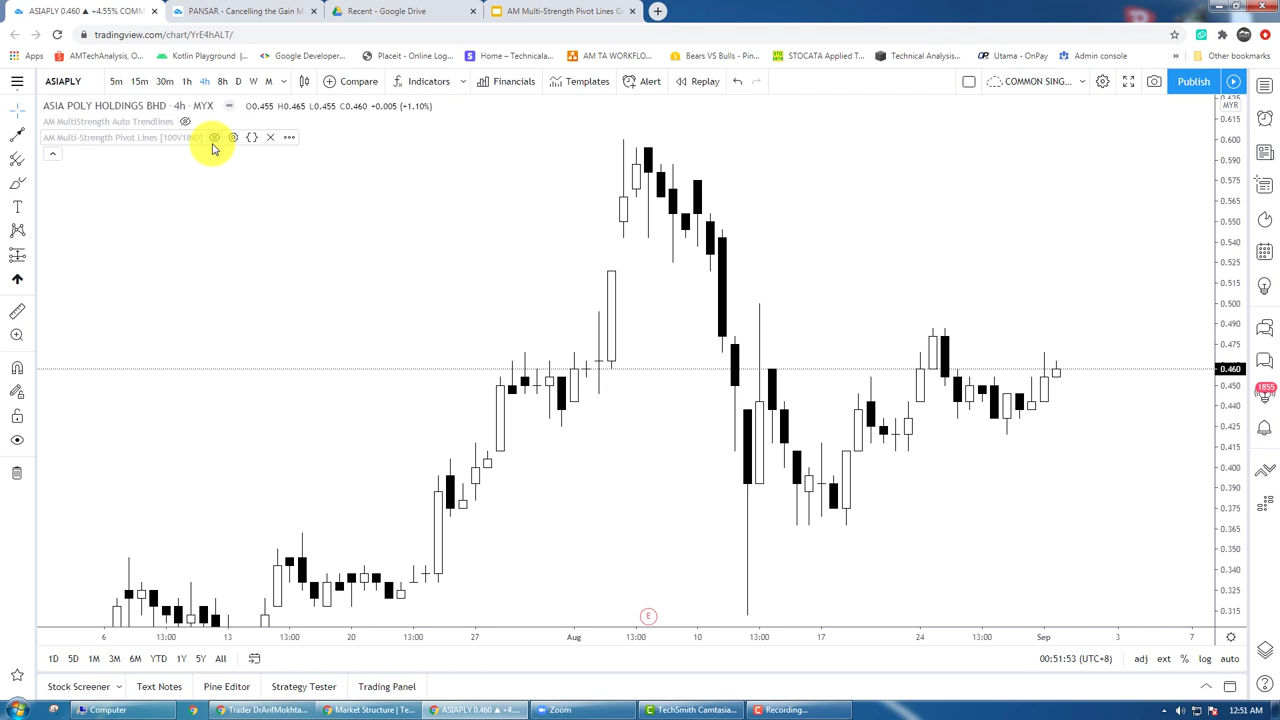 ASIAPLY 0.460 ▲ +4.55% COMM
PANSAR - Cancelling the Gain M
Recent - Google Drive
AM Multi-Strength Pivot Lines G
tradingview.com/chart/YrE4hALT/
Apps
AMTechAnalysis, On
Kotlin Playground |
Google Developer...
Placeit - Online Log...
Home - Technicala...
AM TA WORKFLO...
Bears VS Bulls - Pin...
STOCATA Applied T...
Technical Analysis...
Utama - OnPay
Admin console
Other bookmarks
ASIAPLY
5m 15m 30m 1h 4h 8h D W M
Compare
Indicators
Financials
Templates
Alert
Replay
COMMON SING...
Publish
ASIA POLY HOLDINGS BHD · 4h · MYX
O0.455 H0.465 L0.455 C0.460 +0.005 (+1.10%)
AM MultiStrength Auto Trendlines
AM Multi-Strength Pivot Lines [100V1IND]
MYR
0.625
0.615
0.600
0.590
0.575
0.565
0.550
0.540
0.525
0.515
0.500
0.490
0.475
0.460
0.450
0.440
0.425
0.415
0.400
0.390
0.375
0.365
0.350
0.340
0.325
0.315
1855
E
6 13:00 13 13:00 20 13:00 27 Aug 13:00 10 13:00 17 24 13:00 Sep 3 7
1D 5D 1M 3M 6M YTD 1Y 5Y All
00:51:53 (UTC+8)
adj ext % log auto
Stock Screener
Text Notes
Pine Editor
Strategy Tester
Trading Panel
Computer
Trader DrArifMokhta...
Market Structure | Te...
ASIAPLY 0.460 ▲ +4...
Zoom
TechSmith Camtasia...
Recording...
12:51 AM